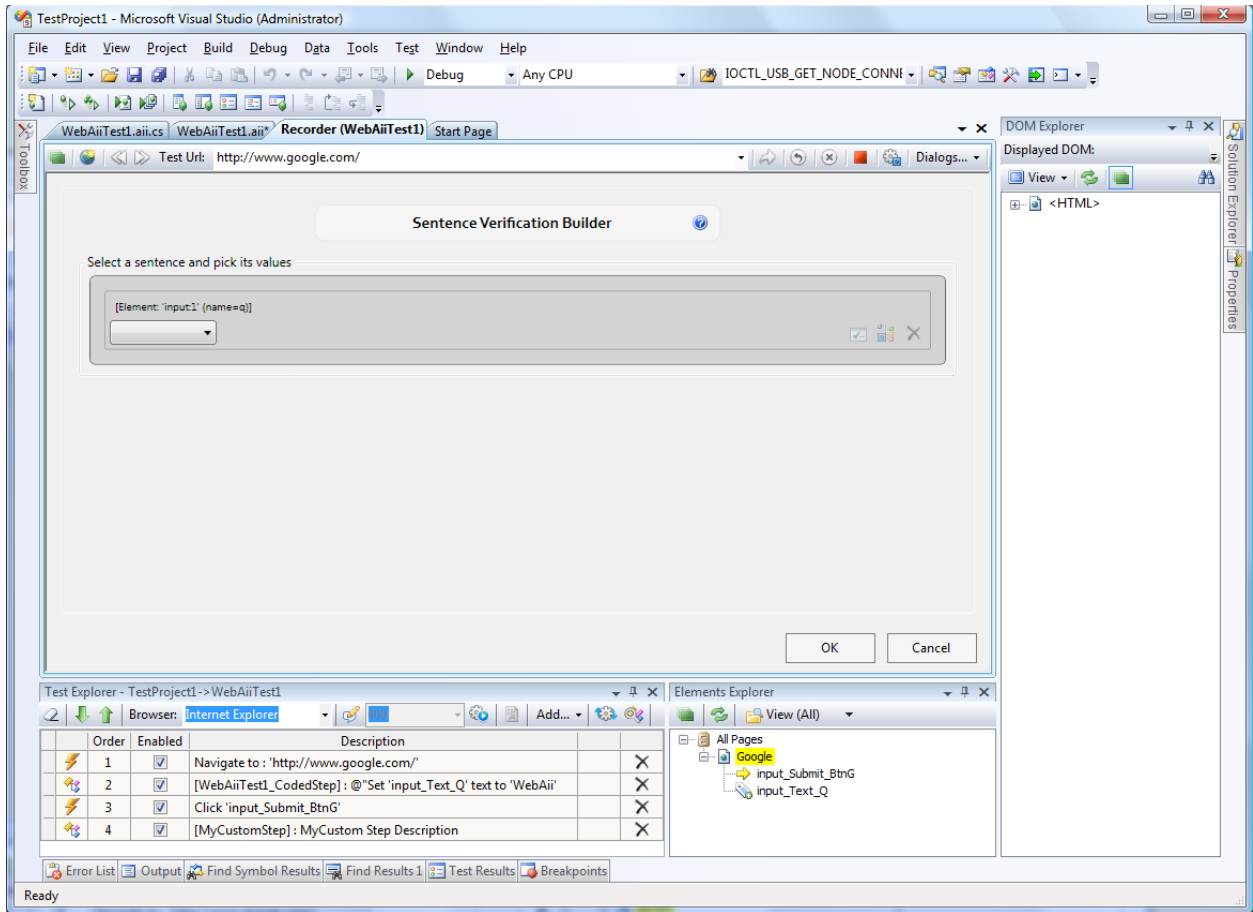 TestProject1 - Microsoft Visual Studio (Administrator)
File Edit View Project Build Debug Data Tools Test Window Help
Debug Any CPU IOCTL_USB_GET_NODE_CONNE
WebAiiTest1.aii.cs WebAiiTest1.aii* Recorder (WebAiiTest1) Start Page
Toolbox
Test Url: http://www.google.com/ Dialogs...
Sentence Verification Builder
Select a sentence and pick its values
[Element: 'input:1' (name=q)]
OK Cancel
DOM Explorer
Displayed DOM:
View
<HTML>
Solution Explorer
Properties
Test Explorer - TestProject1->WebAiiTest1
Browser: Internet Explorer Add...
Order Enabled Description
1 Navigate to : 'http://www.google.com/'
2 [WebAiiTest1_CodedStep] : @"Set 'input_Text_Q' text to 'WebAii'
3 Click 'input_Submit_BtnG'
4 [MyCustomStep] : MyCustom Step Description
Elements Explorer
View (All)
All Pages
Google
input_Submit_BtnG
input_Text_Q
Error List Output Find Symbol Results Find Results 1 Test Results Breakpoints
Ready